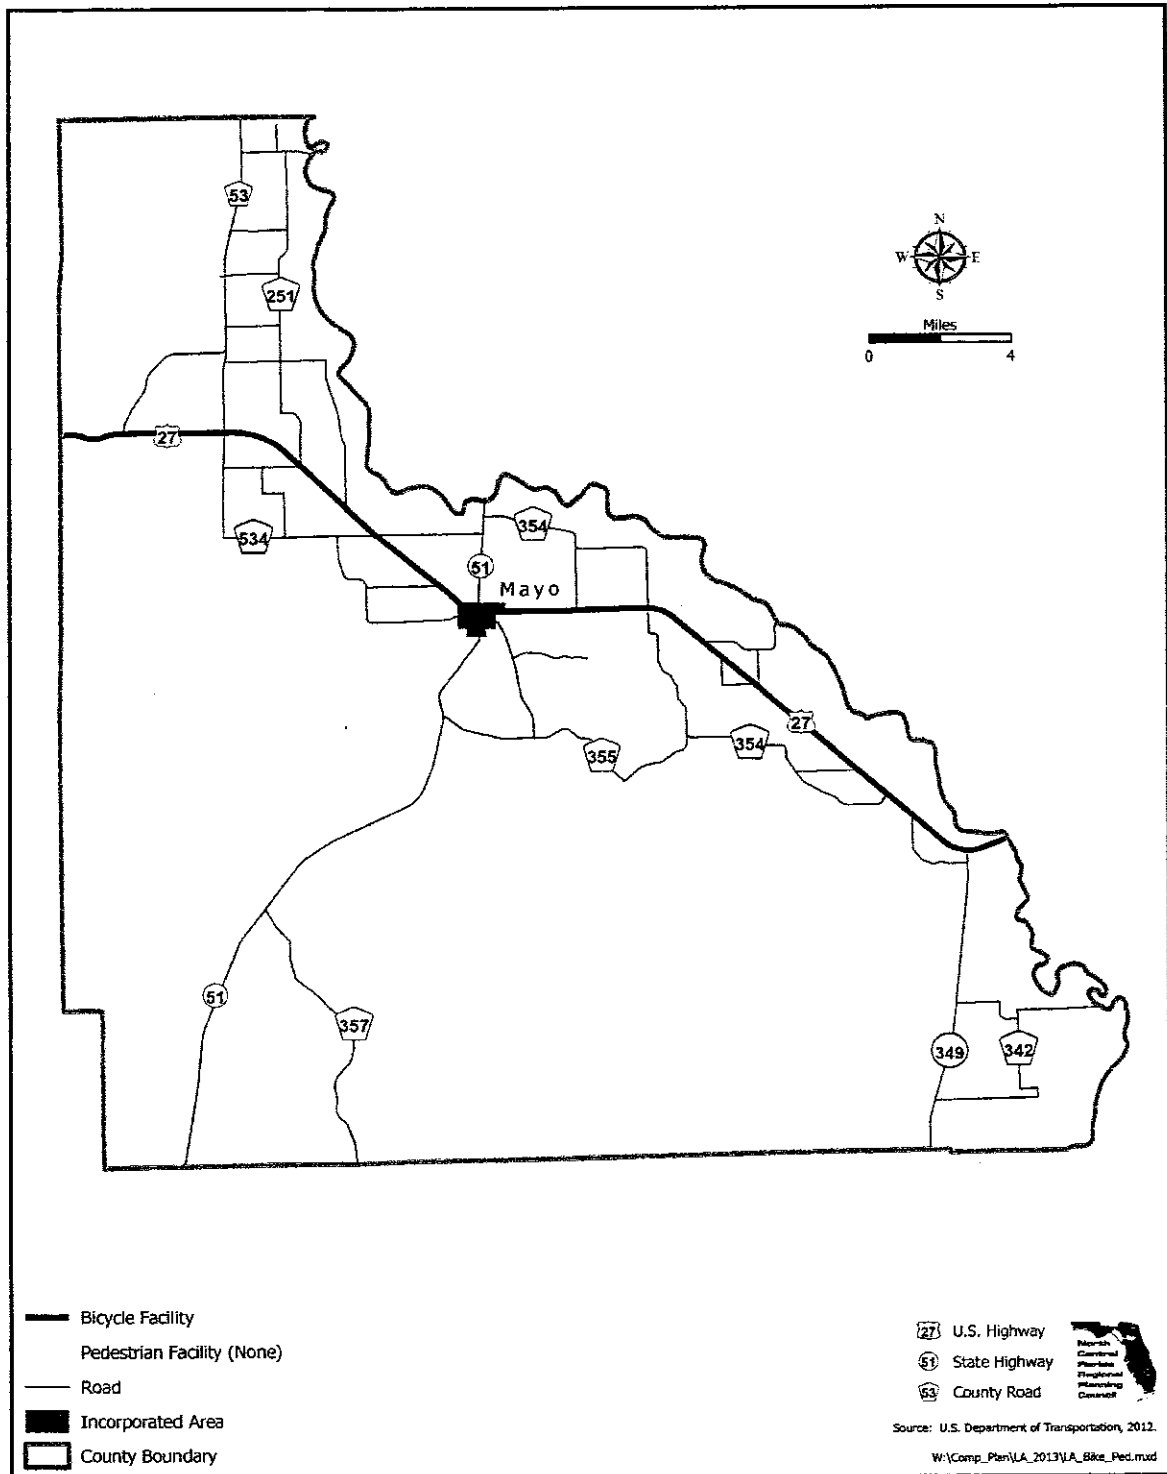 53
N
W E
S
251
Miles
0 4
27
354
534
51
Mayo
27
354
355
51
357
349
342
Bicycle Facility
Pedestrian Facility (None)
Road
Incorporated Area
County Boundary
27 U.S. Highway
51 State Highway
53 County Road
North
Central
Florida
Regional
Planning
Council
Source: U.S. Department of Transportation, 2012.
W:\Comp_Plan\LA_2013\LA_Bike_Ped.mxd